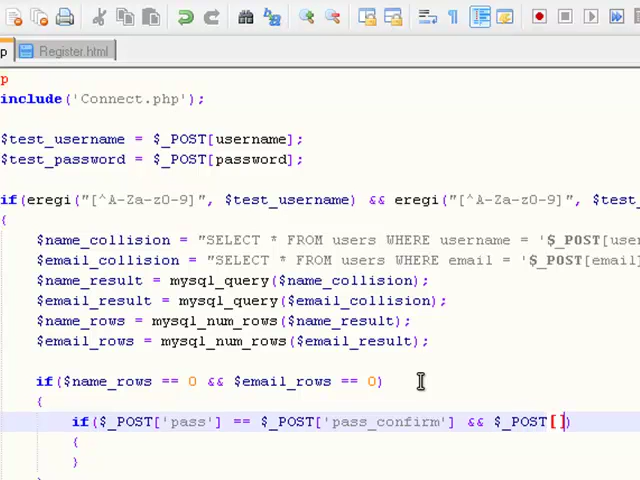 Register.html
p
include('Connect.php');
$test_username = $_POST[username];
$test_password = $_POST[password];
if(eregi("[^A-Za-z0-9]", $test_username) && eregi("[^A-Za-z0-9]", $test
{
$name_collision = "SELECT * FROM users WHERE username = '$_POST[user
$email_collision = "SELECT * FROM users WHERE email = '$_POST[email]
$name_result = mysql_query($name_collision);
$email_result = mysql_query($email_collision);
$name_rows = mysql_num_rows($name_result);
$email_rows = mysql_num_rows($email_result);
if($name_rows == 0 && $email_rows == 0)
{
if($_POST['pass'] == $_POST['pass_confirm'] && $_POST[])
{
}